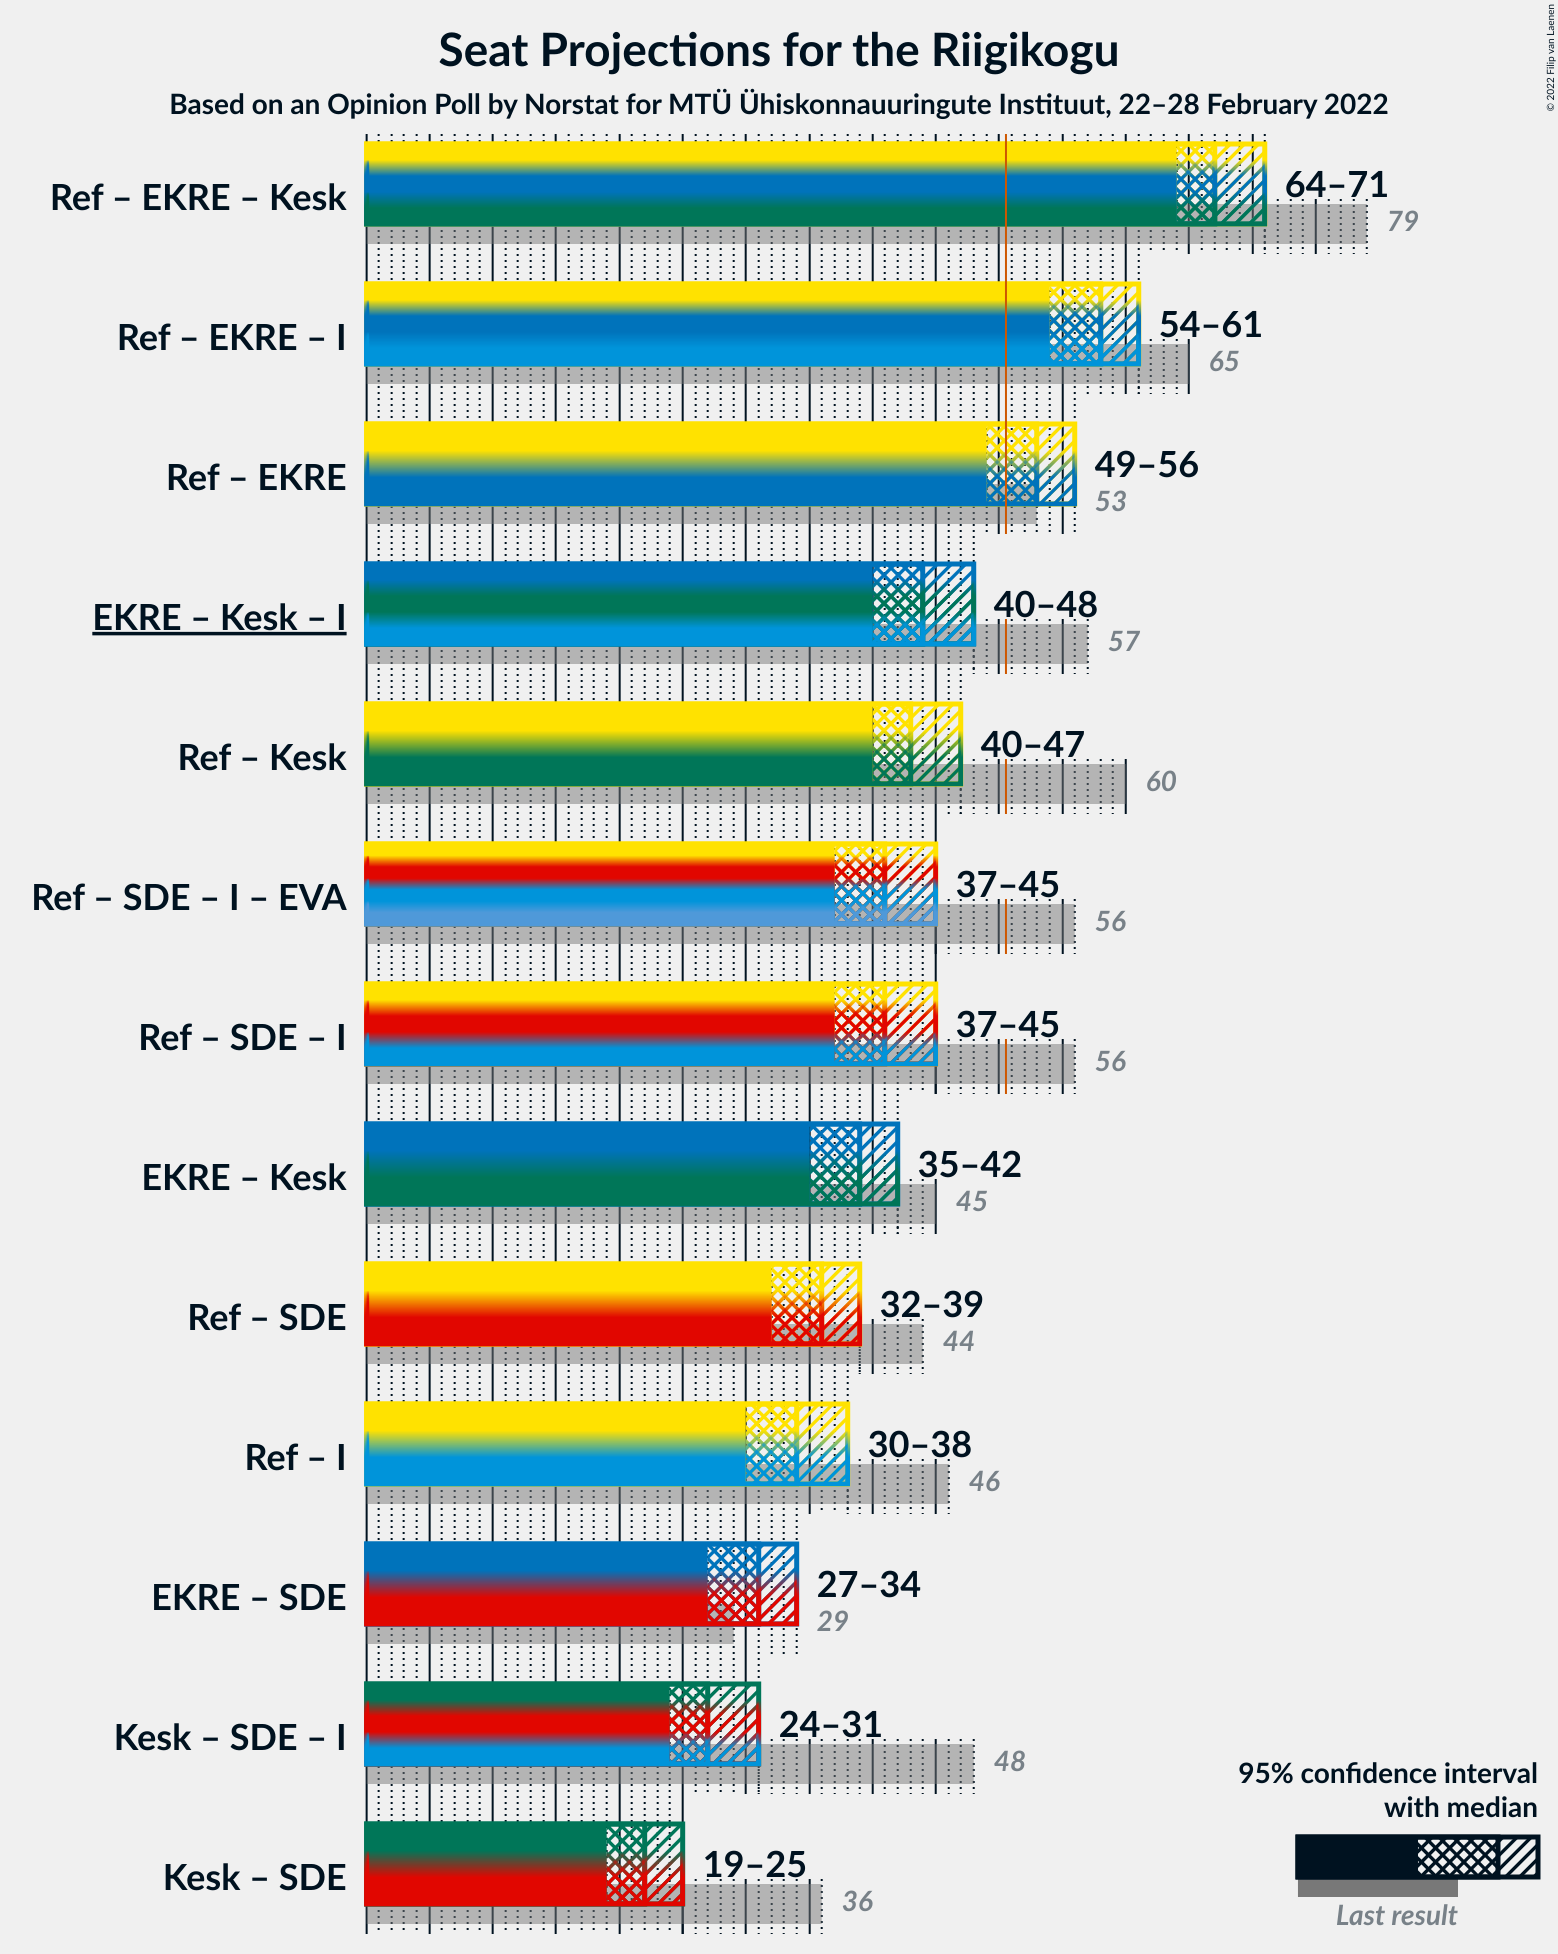 Seat Projections for the Riigikogu
Based on an Opinion Poll by Norstat for MTÜ Ühiskonnauuringute Instituut, 22–28 February 2022
© 2022 Filip van Laenen
Ref – EKRE – Kesk
64–71
79
Ref – EKRE – I
54–61
65
Ref – EKRE
49–56
53
EKRE – Kesk – I
40–48
57
Ref – Kesk
40–47
60
Ref – SDE – I – EVA
37–45
56
Ref – SDE – I
37–45
56
EKRE – Kesk
35–42
45
Ref – SDE
32–39
44
Ref – I
30–38
46
EKRE – SDE
27–34
29
Kesk – SDE – I
24–31
48
Kesk – SDE
19–25
36
95% confidence interval
with median
Last result